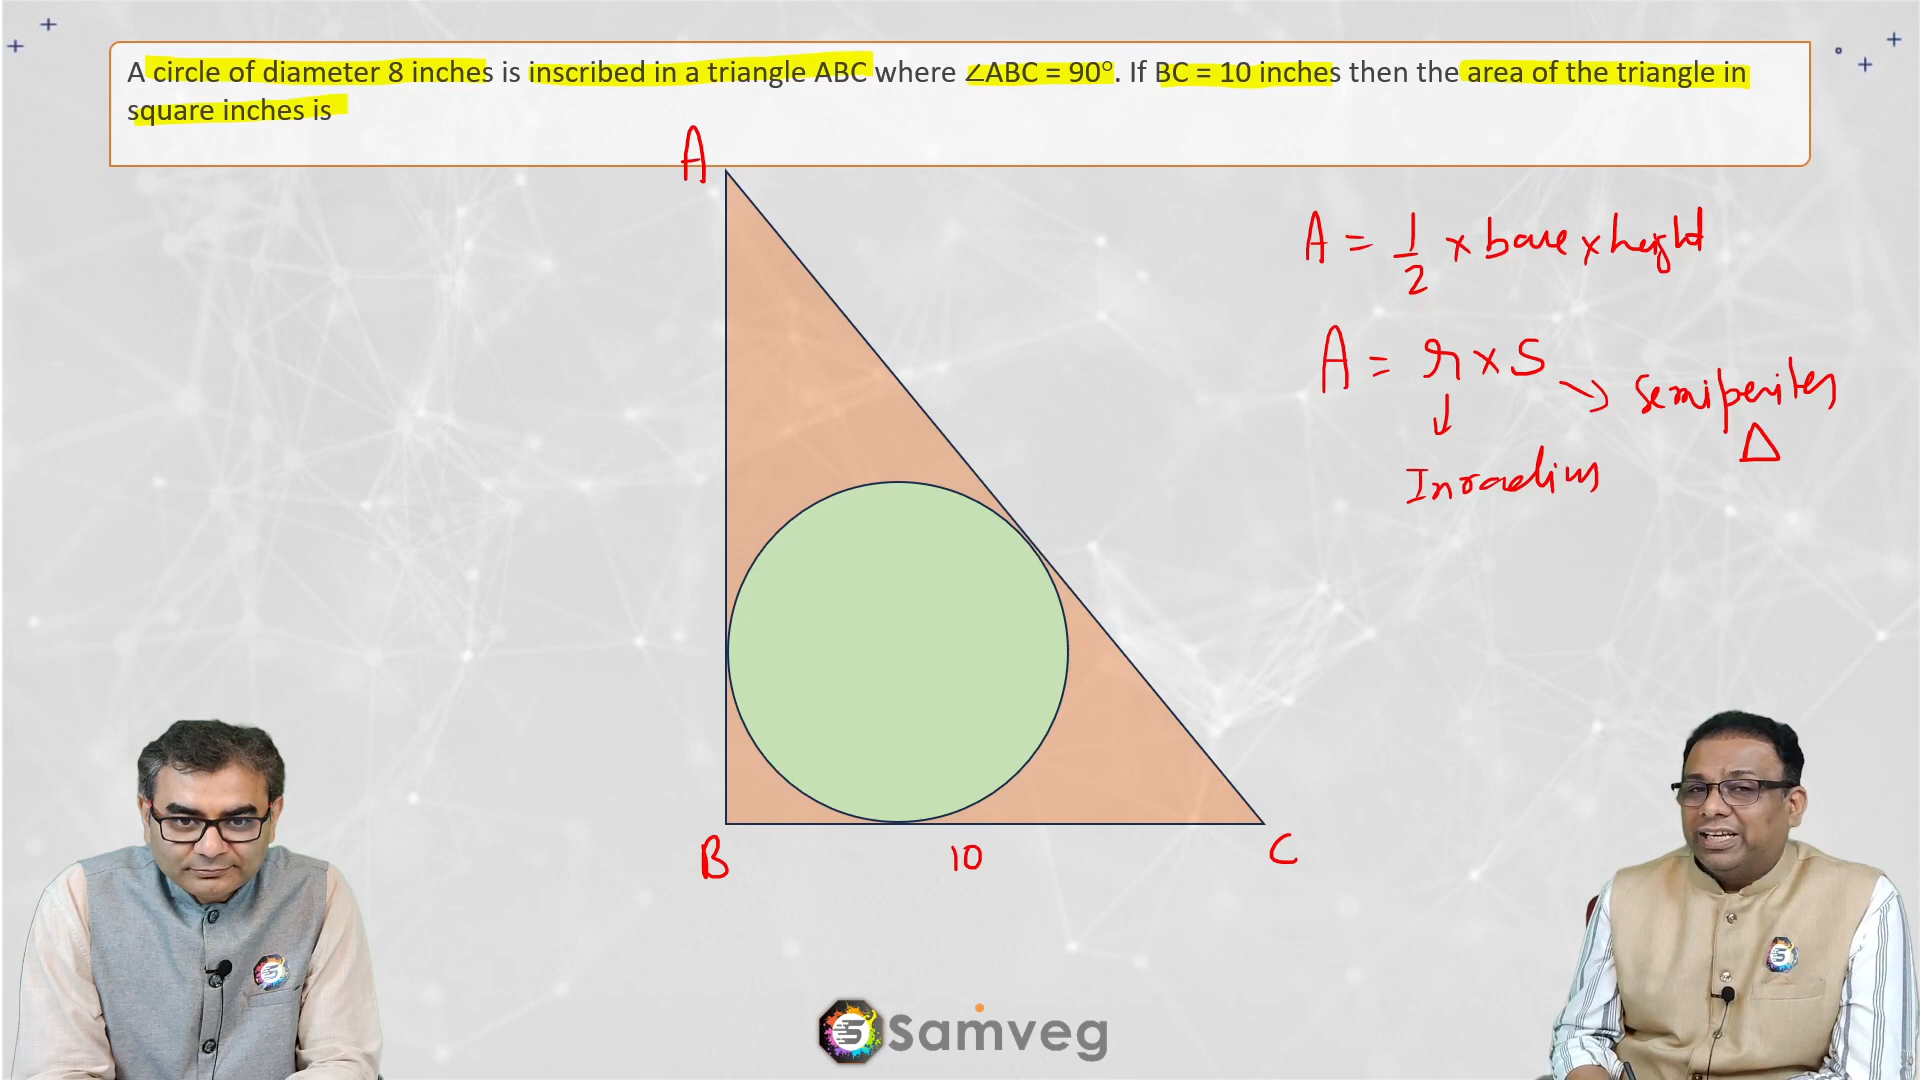 A circle of diameter 8 inches is inscribed in a triangle ABC where ∠ABC = 90°. If BC = 10 inches then the area of the triangle in
square inches is
A
A = 1/2 × base × height
A = r × s
Inradius
Δ
B
10
C
Samveg